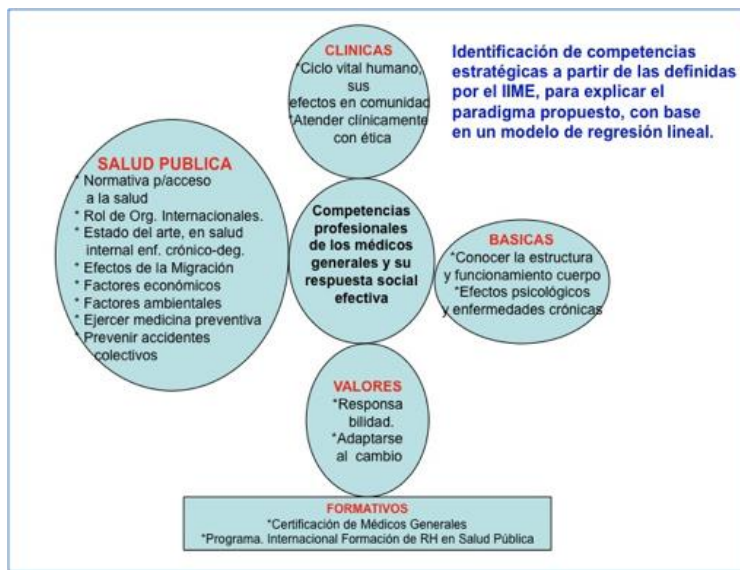 CLINICAS
*Ciclo vital humano,
sus
efectos en comunidad
*Atender clínicamente
con ética
Identificación de competencias
estratégicas a partir de las definidas
por el IIME, para explicar el
paradigma propuesto, con base
en un modelo de regresión lineal.
SALUD PUBLICA
* Normativa p/acceso
a la salud
* Rol de Org. Internacionales.
* Estado del arte, en salud
internal enf. crónico-deg.
* Efectos de la Migración
* Factores económicos
* Factores ambientales
* Ejercer medicina preventiva
* Prevenir accidentes
colectivos
Competencias
profesionales
de los médicos
generales y su
respuesta social
efectiva
BASICAS
*Conocer la estructura
y funcionamiento cuerpo
*Efectos psicológicos
y enfermedades crónicas
VALORES
*Responsa
bilidad.
*Adaptarse
al cambio
FORMATIVOS
*Certificación de Médicos Generales
*Programa. Internacional Formación de RH en Salud Pública